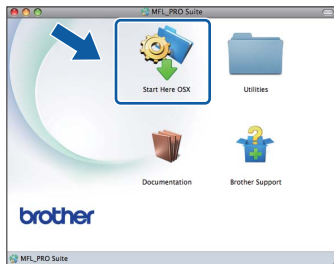 MFL_PRO Suite
Start Here OSX
Utilities
Documentation
Brother Support
brother
MFL_PRO Suite